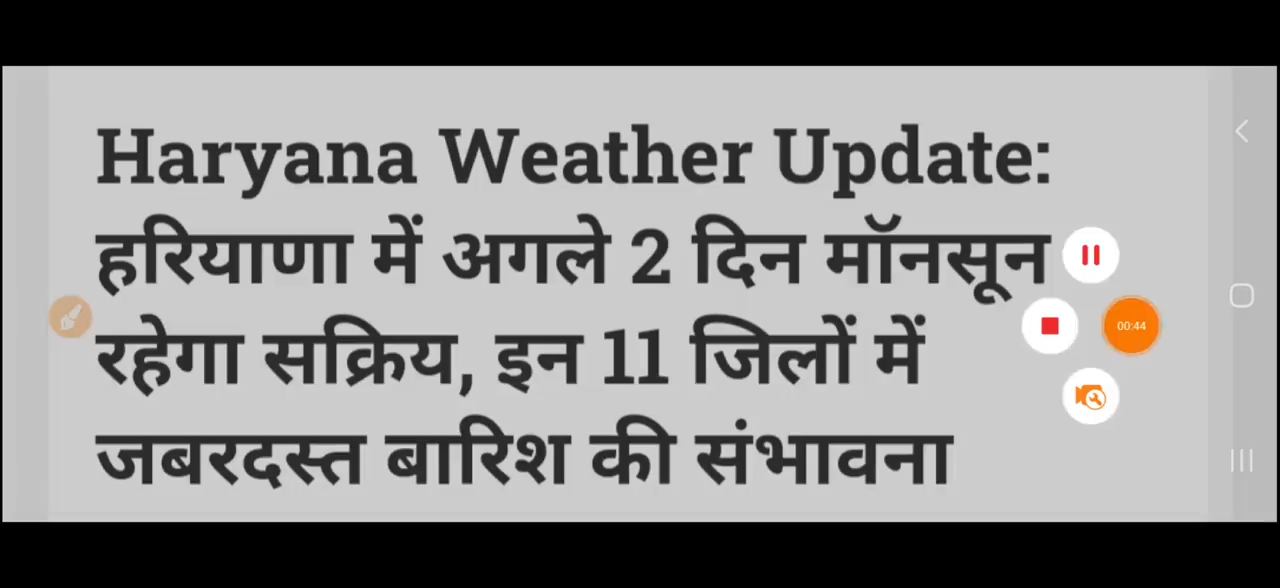 Haryana Weather Update:
हरियाणा में अगले 2 दिन मॉनसून
रहेगा सक्रिय, इन 11 जिलों में
जबरदस्त बारिश की संभावना
00:44